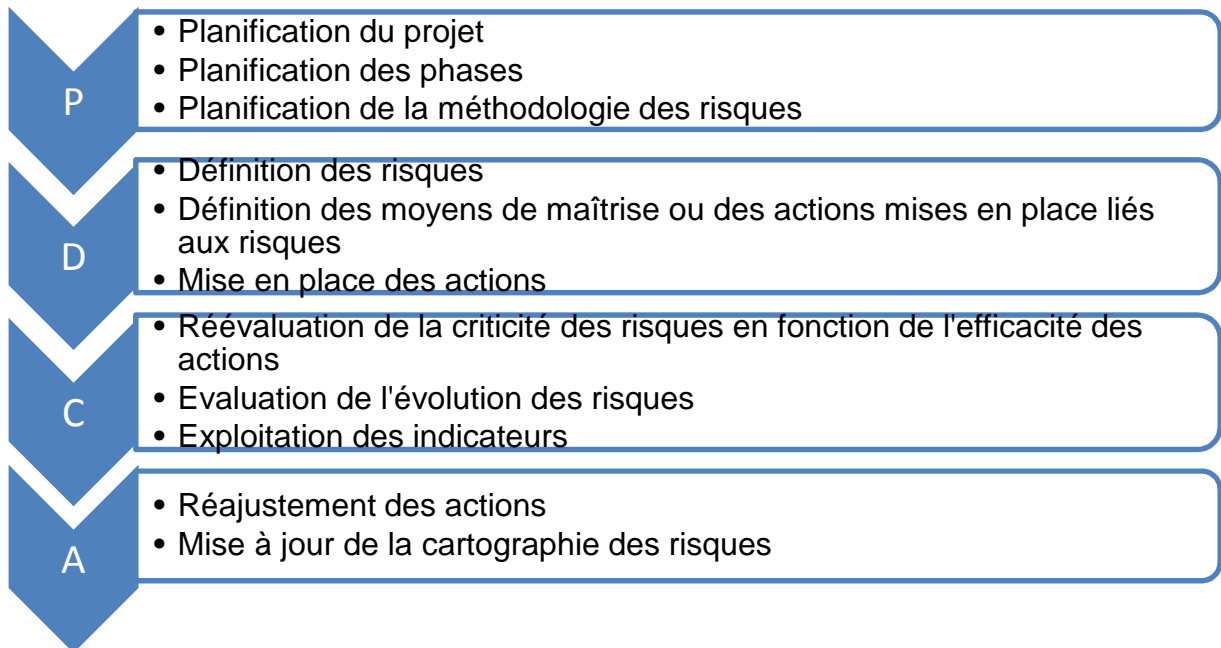 P
• Planification du projet
• Planification des phases
• Planification de la méthodologie des risques
D
• Définition des risques
• Définition des moyens de maîtrise ou des actions mises en place liés
aux risques
• Mise en place des actions
C
• Réévaluation de la criticité des risques en fonction de l'efficacité des
actions
• Evaluation de l'évolution des risques
• Exploitation des indicateurs
A
• Réajustement des actions
• Mise à jour de la cartographie des risques